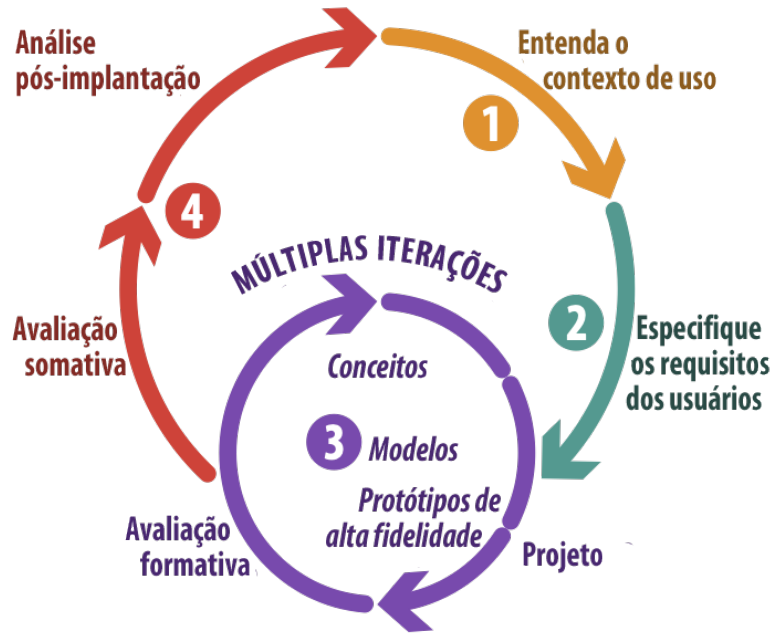 Análise
pós-implantação
Entenda o
contexto de uso
1
4
MÚLTIPLAS ITERAÇÕES
2
Avaliação
somativa
Especifique
os requisitos
dos usuários
Conceitos
3
Modelos
Protótipos de
alta fidelidade
Avaliação
formativa
Projeto